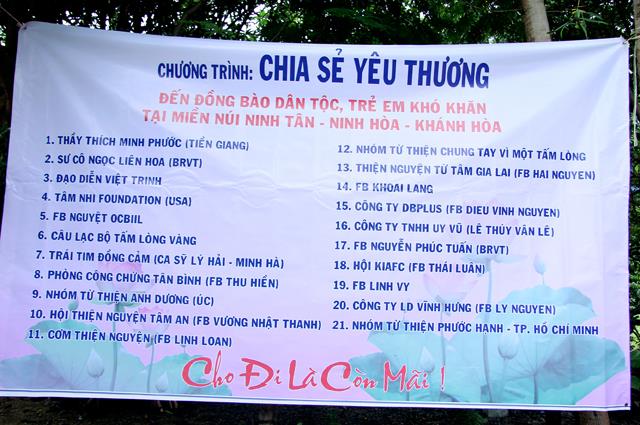 CHƯƠNG TRÌNH: CHIA SẺ YÊU THƯƠNG
ĐẾN ĐỒNG BÀO DÂN TỘC, TRẺ EM KHÓ KHĂN
TẠI MIỀN NÚI NINH TÂN - NINH HÒA - KHÁNH HÒA
1. THẦY THÍCH MINH PHƯỚC (TIỀN GIANG)
2. SƯ CÔ NGỌC LIÊN HOA (BRVT)
3. ĐẠO DIỄN VIỆT TRINH
4. TÂM NHI FOUNDATION (USA)
5. FB NGUYỆT OCBIIL
6. CÂU LẠC BỘ TẤM LÒNG VÀNG
7. TRÁI TIM ĐỒNG CẢM (CA SỸ LÝ HẢI - MINH HÀ)
8. PHÒNG CÔNG CHỨNG TÂN BÌNH (FB THU HIỀN)
9. NHÓM TỪ THIỆN ANH DƯƠNG (ÚC)
10. HỘI THIỆN NGUYỆN TÂM AN (FB VƯƠNG NHẬT THANH)
11. CƠM THIỆN NGUYỆN (FB LINH LOAN)
12. NHÓM TỪ THIỆN CHUNG TAY VÌ MỘT TẤM LÒNG
13. THIỆN NGUYỆN TỪ TÂM GIA LAI (FB HAI NGUYEN)
14. FB KHOAI LANG
15. CÔNG TY DBPLUS (FB DIEU VINH NGUYEN)
16. CÔNG TY TNHH UY VŨ (LÊ THÚY VÂN LÊ)
17. FB NGUYỄN PHÚC TUẤN (BRVT)
18. HỘI KIAFC (FB THÁI LUÂN)
19. FB LINH VY
20. CÔNG TY LD VĨNH HƯNG (FB LY NGUYEN)
21. NHÓM TỪ THIỆN PHƯỚC HẠNH - TP. HỒ CHÍ MINH
Cho Đi Là Còn Mãi !